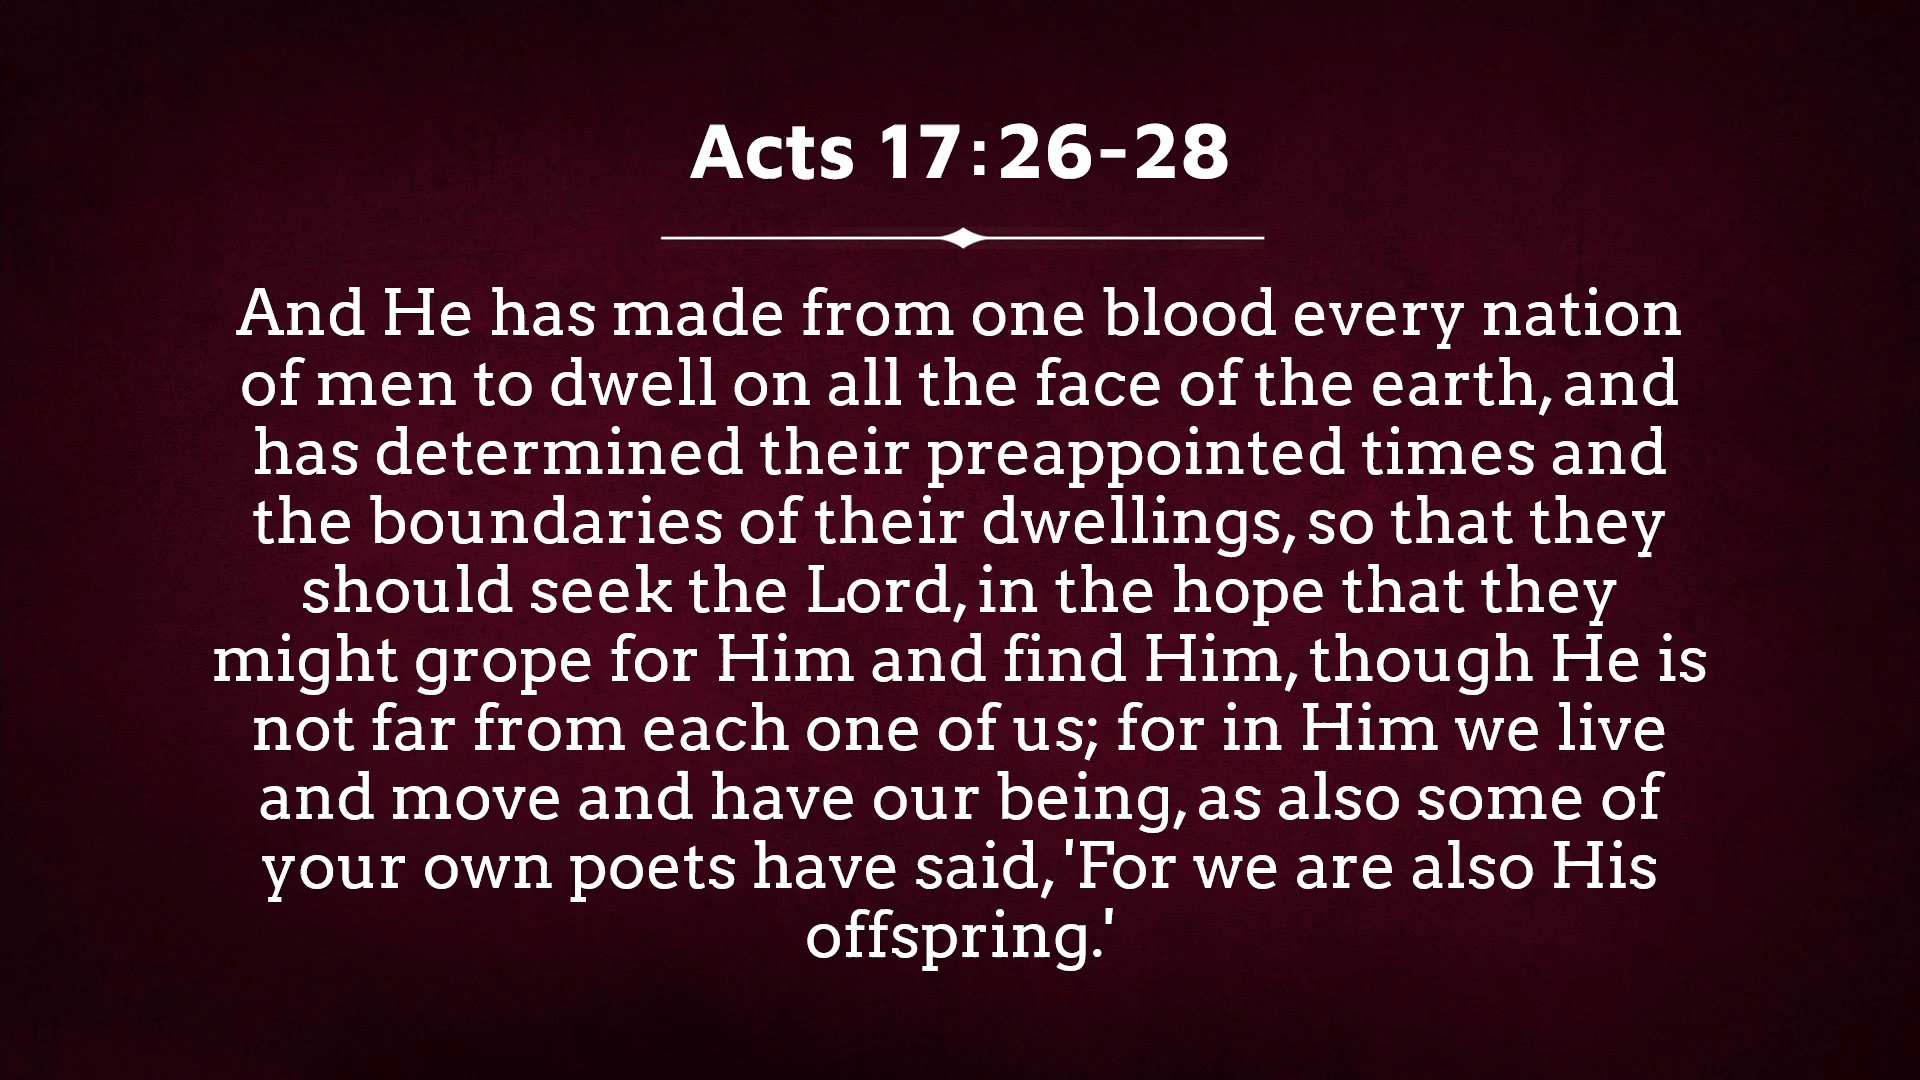 Acts 17:26-28
And He has made from one blood every nation
of men to dwell on all the face of the earth, and
has determined their preappointed times and
the boundaries of their dwellings, so that they
should seek the Lord, in the hope that they
might grope for Him and find Him, though He is
not far from each one of us; for in Him we live
and move and have our being, as also some of
your own poets have said, 'For we are also His
offspring.'